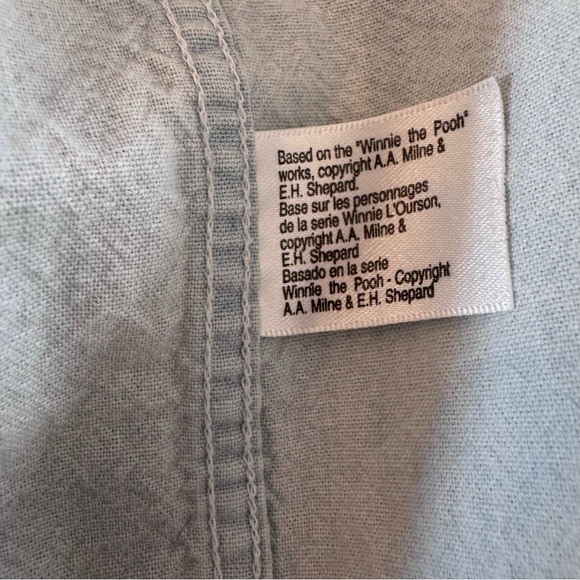 Based on the "Winnie the Pooh"
works, copyright A.A. Milne &
E.H. Shepard.
Base sur les personnages
de la serie Winnie L'Ourson,
copyright A.A. Milne &
E.H. Shepard
Basado en la serie
Winnie the Pooh - Copyright
A.A. Milne & E.H. Shepard